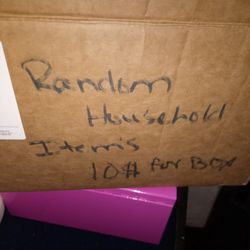 Random
Household
Items
10# for Box